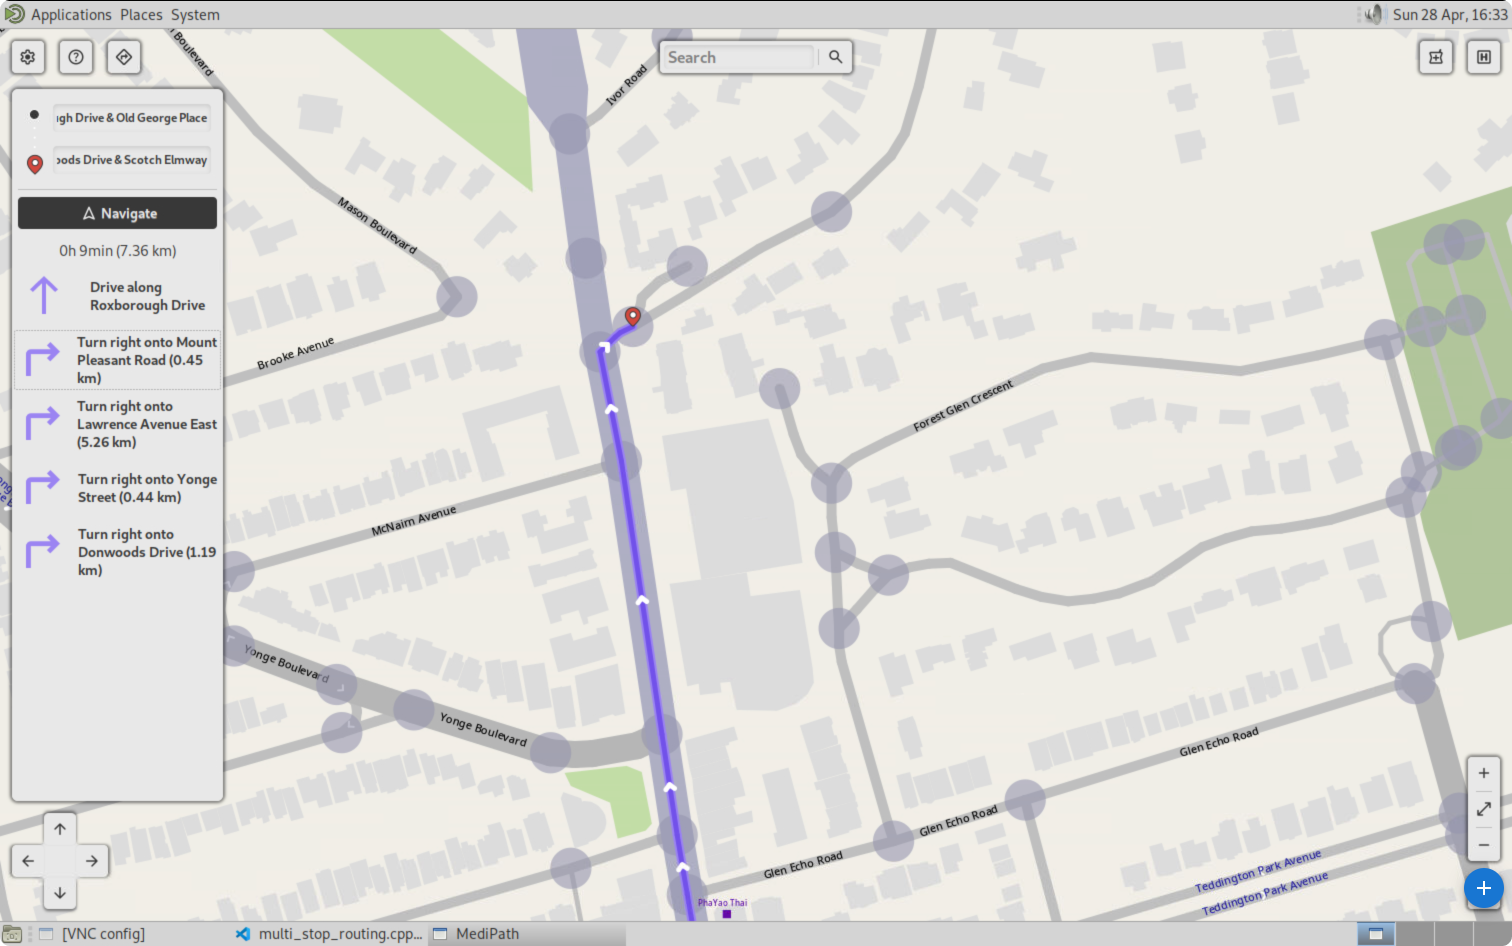 Applications Places System
Sun 28 Apr, 16:33
Boulevard
Ivor Road
Search
H
gh Drive & Old George Place
ods Drive & Scotch Elmway
Navigate
0h 9min (7.36 km)
Drive along
Roxborough Drive
Turn right onto Mount
Pleasant Road (0.45
km)
Turn right onto
Lawrence Avenue East
(5.26 km)
Turn right onto Yonge
Street (0.44 km)
Turn right onto
Donwoods Drive (1.19
km)
Mason Boulevard
Brooke Avenue
Forest Glen Crescent
McNairn Avenue
Yonge Boulevard
Yonge Boulevard
Glen Echo Road
Glen Echo Road
Glen Echo Road
Teddington Park Avenue
Teddington Park Avenue
PhaYao Thai
[VNC config]
multi_stop_routing.cpp...
MediPath